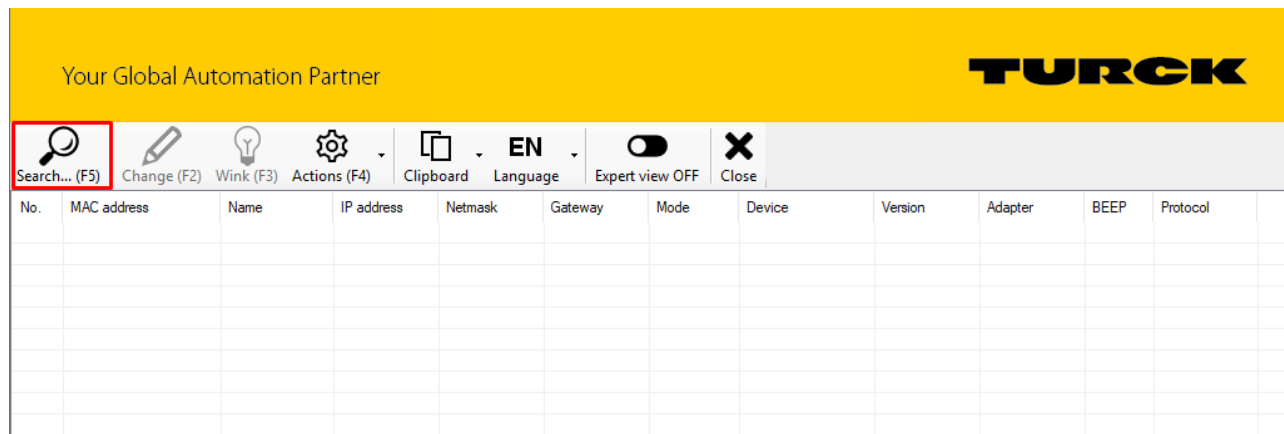 Your Global Automation Partner
TURCK
EN
Search... (F5) Change (F2) Wink (F3) Actions (F4) Clipboard Language Expert view OFF Close
No. MAC address Name IP address Netmask Gateway Mode Device Version Adapter BEEP Protocol